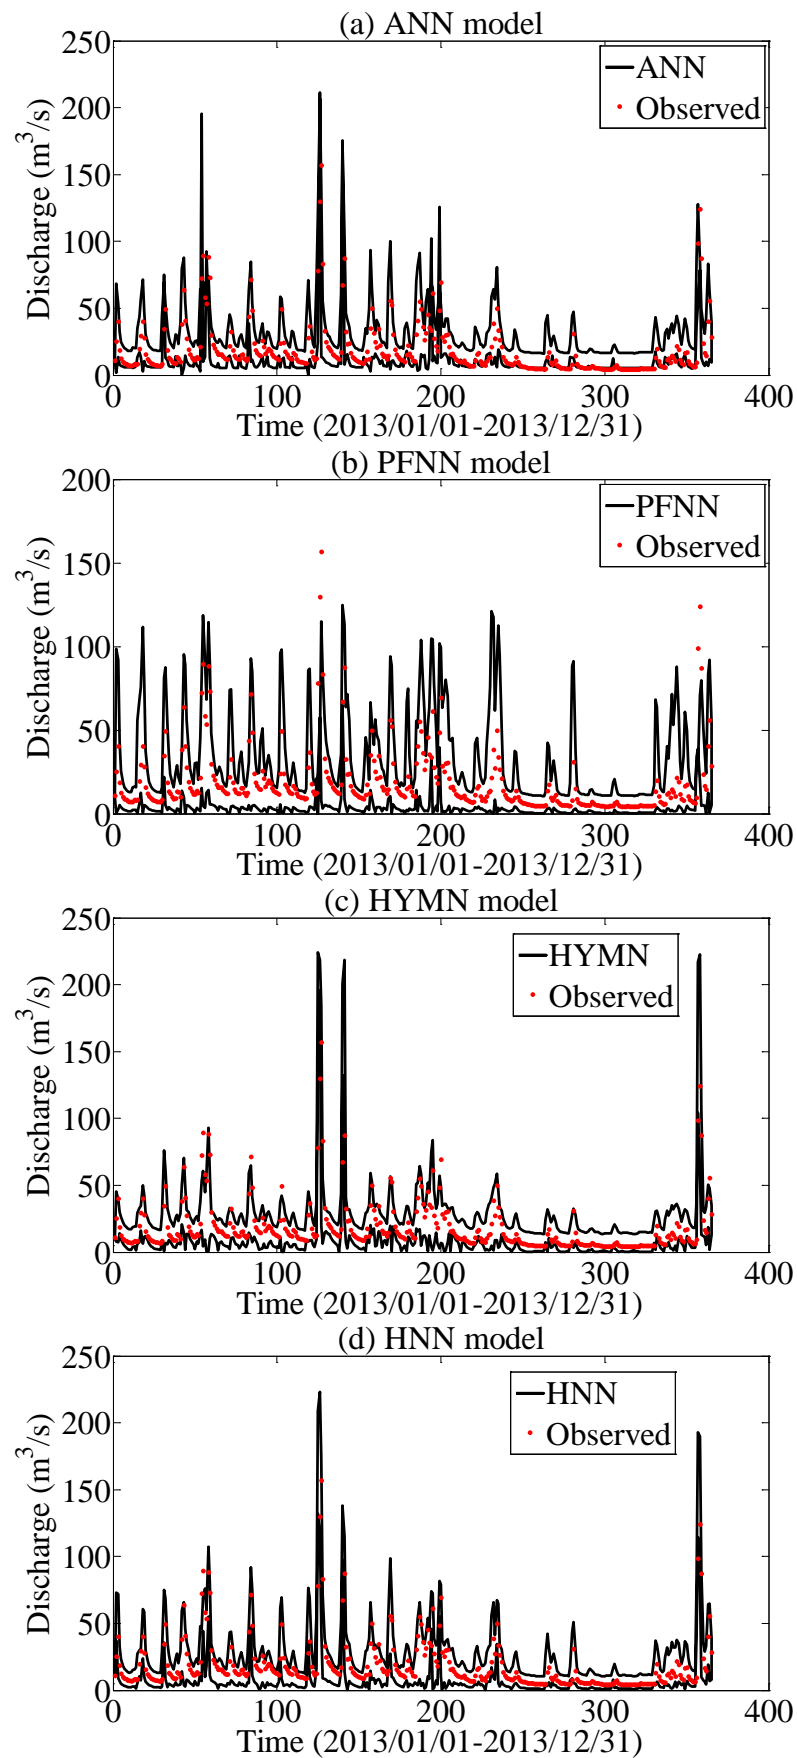 (a) ANN model
250
200
150
100
50
0
Discharge (m³/s)
ANN
Observed
0 100 200 300 400
Time (2013/01/01-2013/12/31)
(b) PFNN model
200
150
100
50
0
Discharge (m³/s)
PFNN
Observed
0 100 200 300 400
Time (2013/01/01-2013/12/31)
(c) HYMN model
250
200
150
100
50
0
Discharge (m³/s)
HYMN
Observed
0 100 200 300 400
Time (2013/01/01-2013/12/31)
(d) HNN model
250
200
150
100
50
0
Discharge (m³/s)
HNN
Observed
0 100 200 300 400
Time (2013/01/01-2013/12/31)